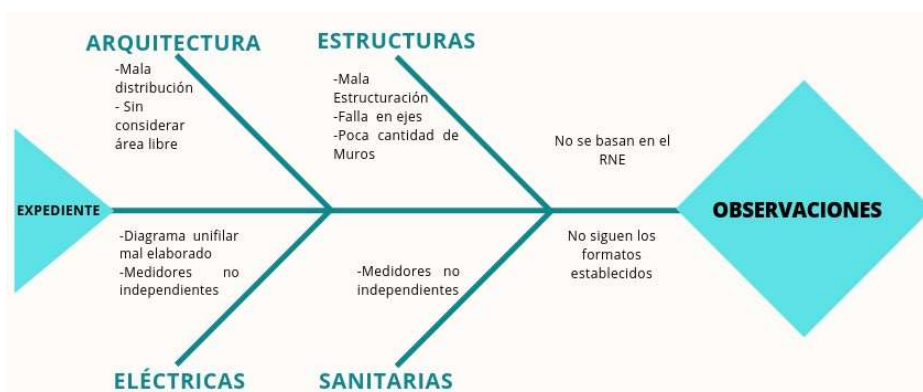 ARQUITECTURA
-Mala
distribución
- Sin
considerar
área libre
ESTRUCTURAS
-Mala
Estructuración
-Falla en ejes
-Poca cantidad de
Muros
No se basan en el
RNE
EXPEDIENTE
OBSERVACIONES
-Diagrama unifilar
mal elaborado
-Medidores no
independientes
-Medidores no
independientes
No siguen los
formatos
establecidos
ELÉCTRICAS
SANITARIAS